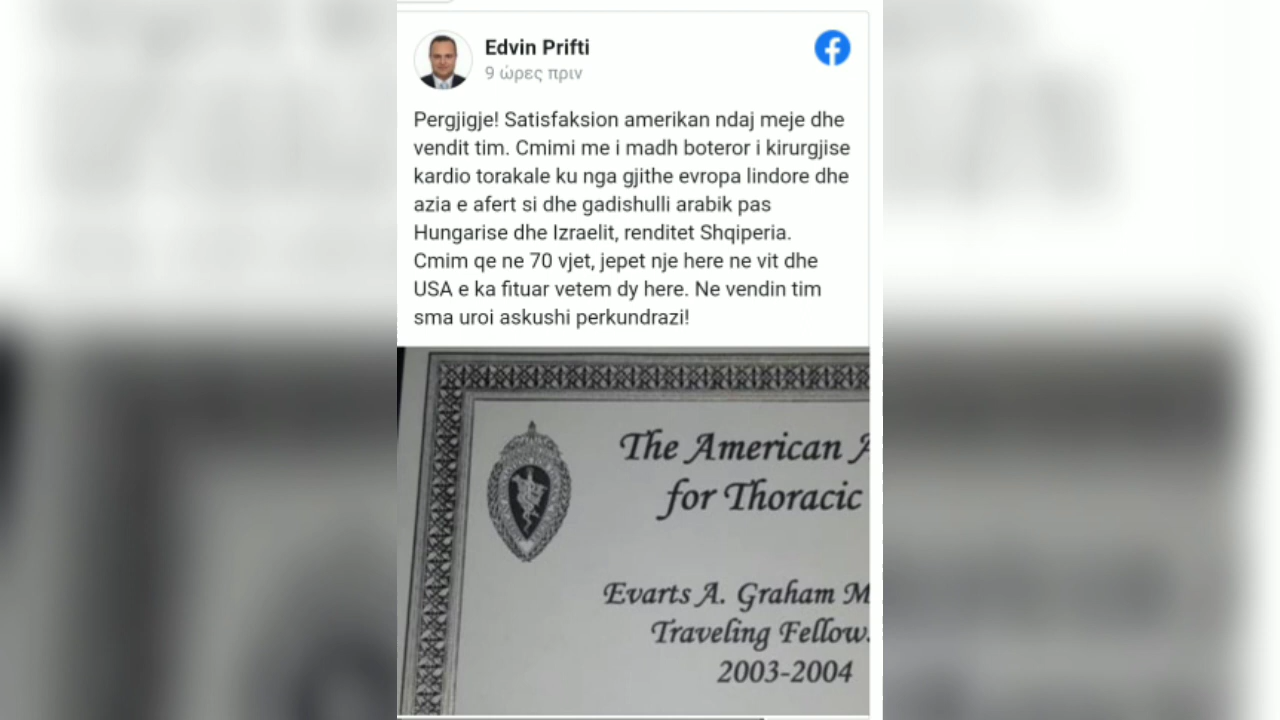 Edvin Prifti
9 ώρες πριν
Pergjigje! Satisfaksion amerikan ndaj meje dhe
vendit tim. Cmimi me i madh boteror i kirurgjise
kardio torakale ku nga gjithe evropa lindore dhe
azia e afert si dhe gadishulli arabik pas
Hungarise dhe Izraelit, renditet Shqiperia.
Cmim qe ne 70 vjet, jepet nje here ne vit dhe
USA e ka fituar vetem dy here. Ne vendin tim
sma uroi askushi perkundrazi!
The American
for Thoracic
Evarts A. Graham
Traveling
2003-2004